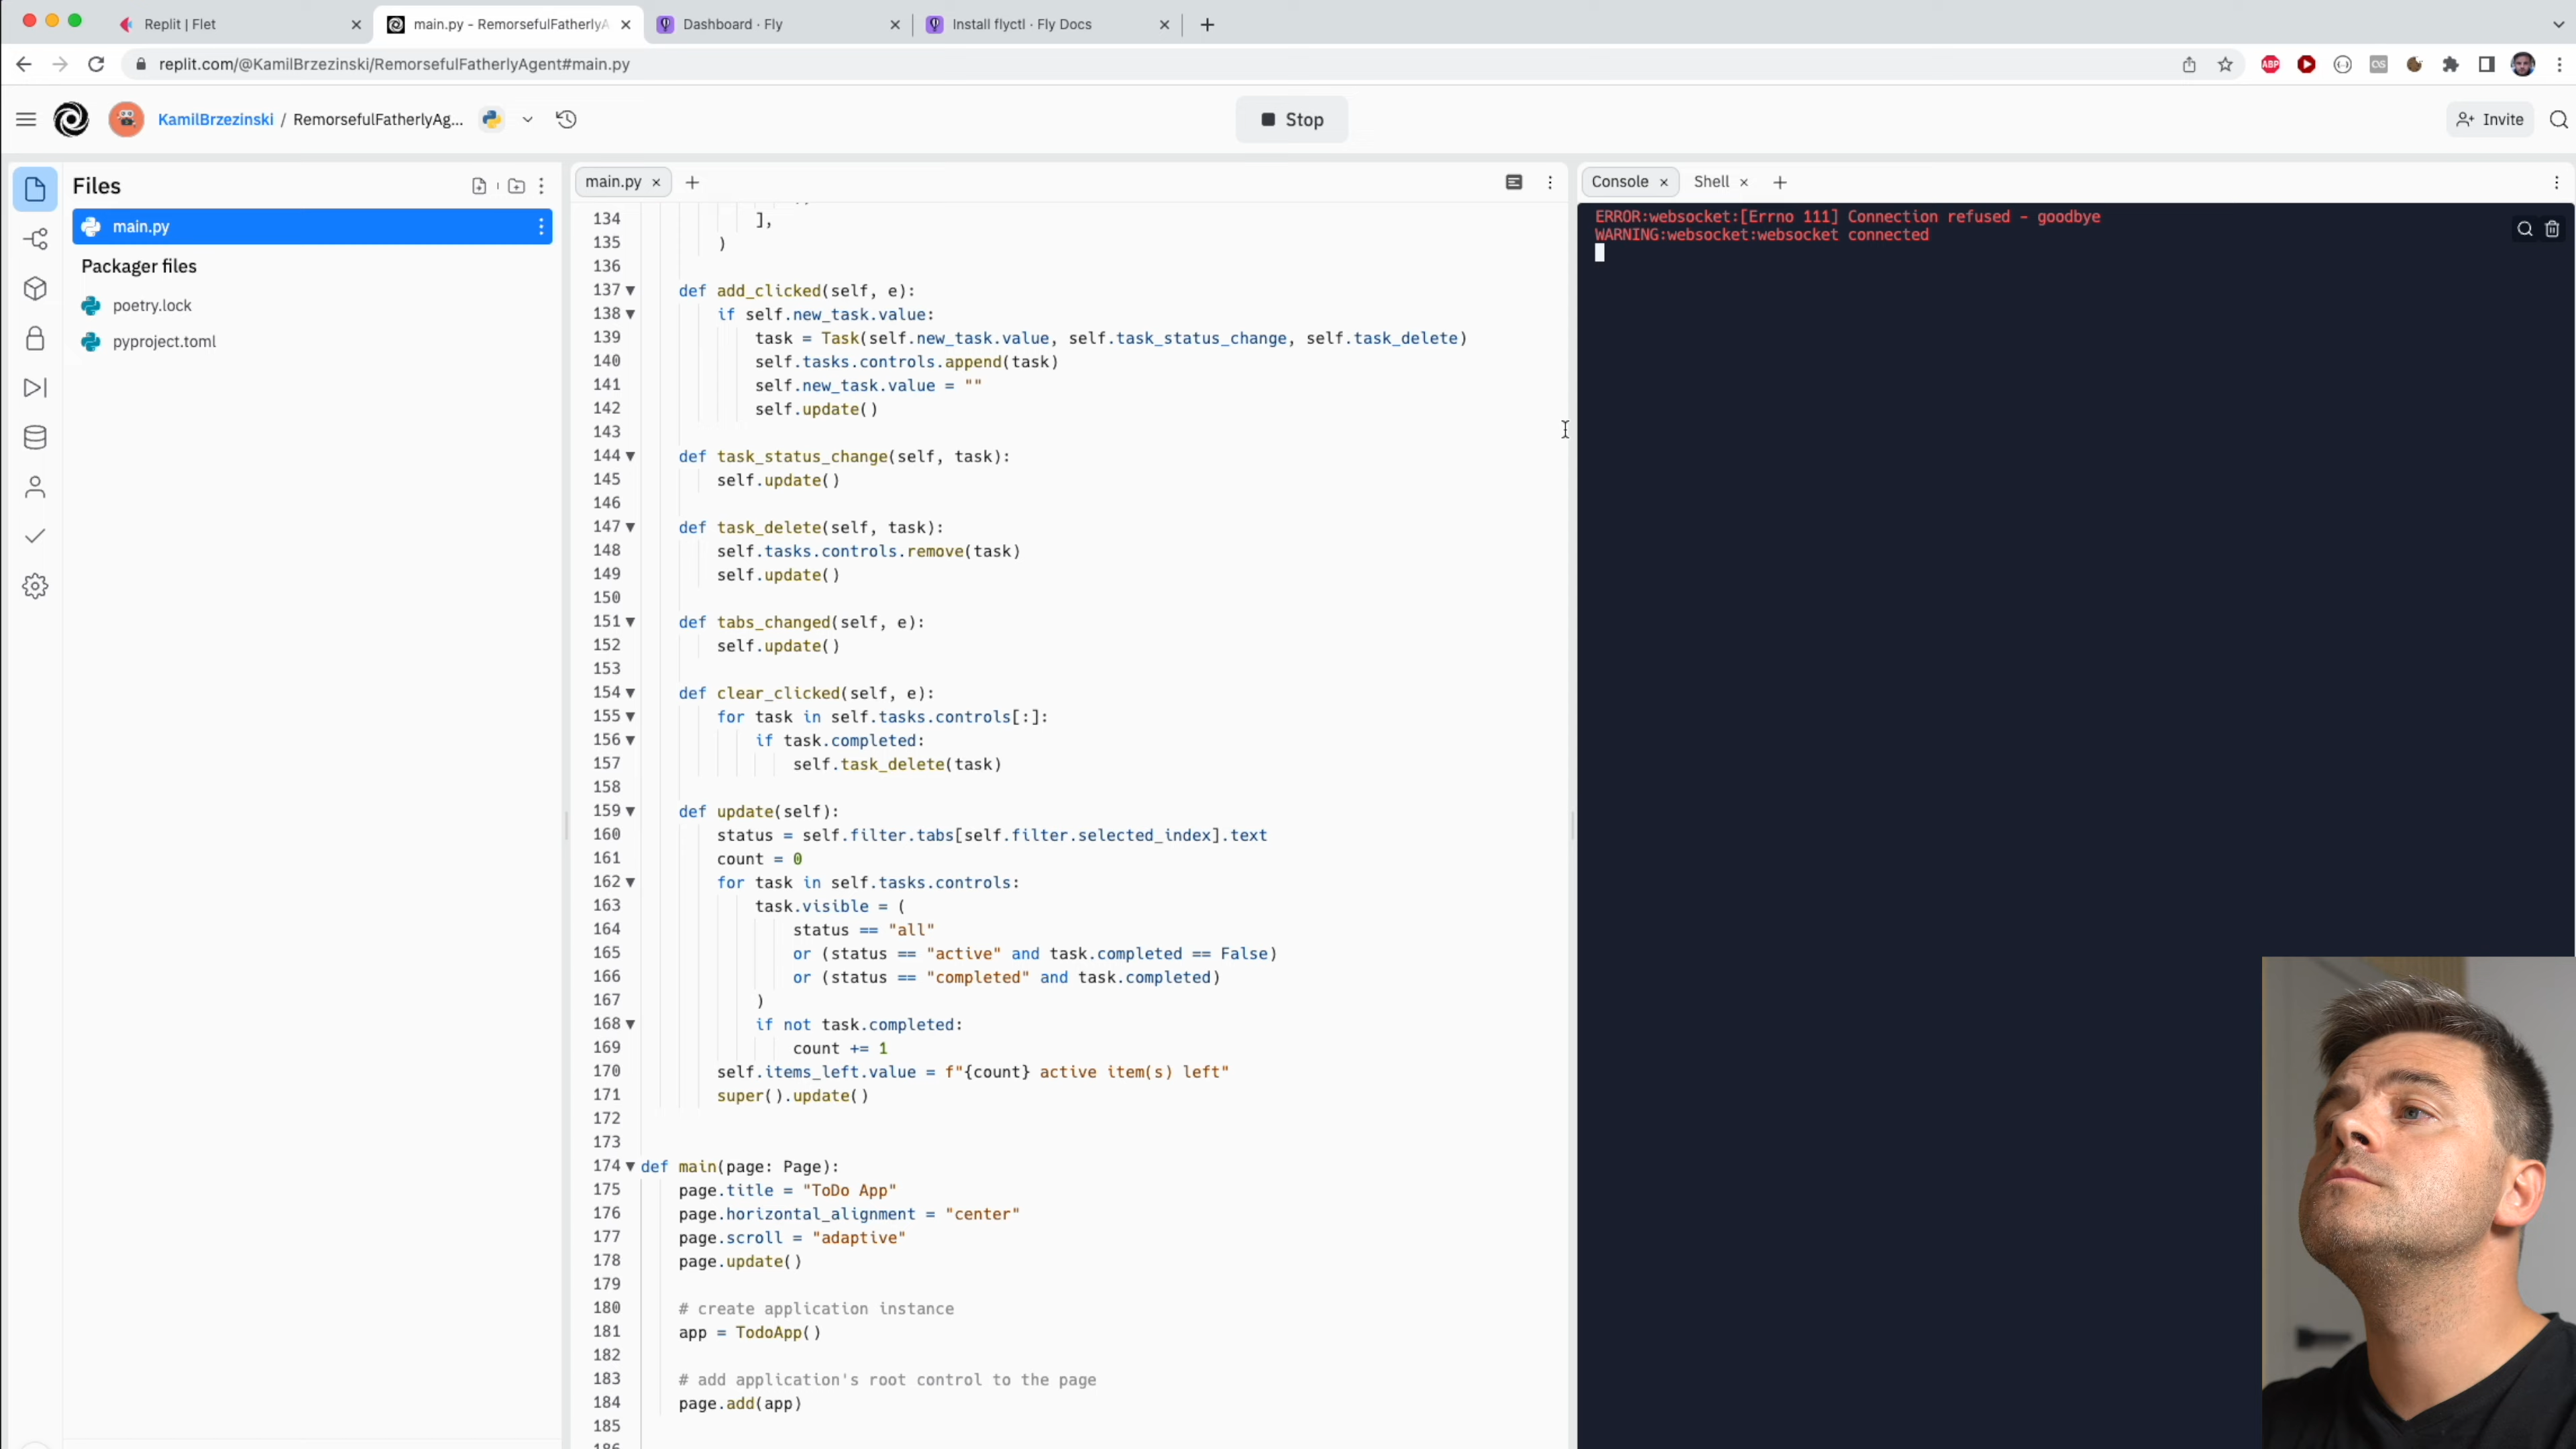 Replit | Flet
main.py - RemorsefulFatherlyA
Dashboard · Fly
Install flyctl · Fly Docs
replit.com/@KamilBrzezinski/RemorsefulFatherlyAgent#main.py
ABP
KamilBrzezinski / RemorsefulFatherlyAg...
Stop
Invite
Files
main.py
Packager files
poetry.lock
pyproject.toml
main.py
134 ],
135 )
136
137 def add_clicked(self, e):
138 if self.new_task.value:
139 task = Task(self.new_task.value, self.task_status_change, self.task_delete)
140 self.tasks.controls.append(task)
141 self.new_task.value = ""
142 self.update()
143
144 def task_status_change(self, task):
145 self.update()
146
147 def task_delete(self, task):
148 self.tasks.controls.remove(task)
149 self.update()
150
151 def tabs_changed(self, e):
152 self.update()
153
154 def clear_clicked(self, e):
155 for task in self.tasks.controls[:]:
156 if task.completed:
157 self.task_delete(task)
158
159 def update(self):
160 status = self.filter.tabs[self.filter.selected_index].text
161 count = 0
162 for task in self.tasks.controls:
163 task.visible = (
164 status == "all"
165 or (status == "active" and task.completed == False)
166 or (status == "completed" and task.completed)
167 )
168 if not task.completed:
169 count += 1
170 self.items_left.value = f"{count} active item(s) left"
171 super().update()
172
173
174 def main(page: Page):
175 page.title = "ToDo App"
176 page.horizontal_alignment = "center"
177 page.scroll = "adaptive"
178 page.update()
179
180 # create application instance
181 app = TodoApp()
182
183 # add application's root control to the page
184 page.add(app)
185
Console
Shell
ERROR:websocket:[Errno 111] Connection refused - goodbye
WARNING:websocket:websocket connected